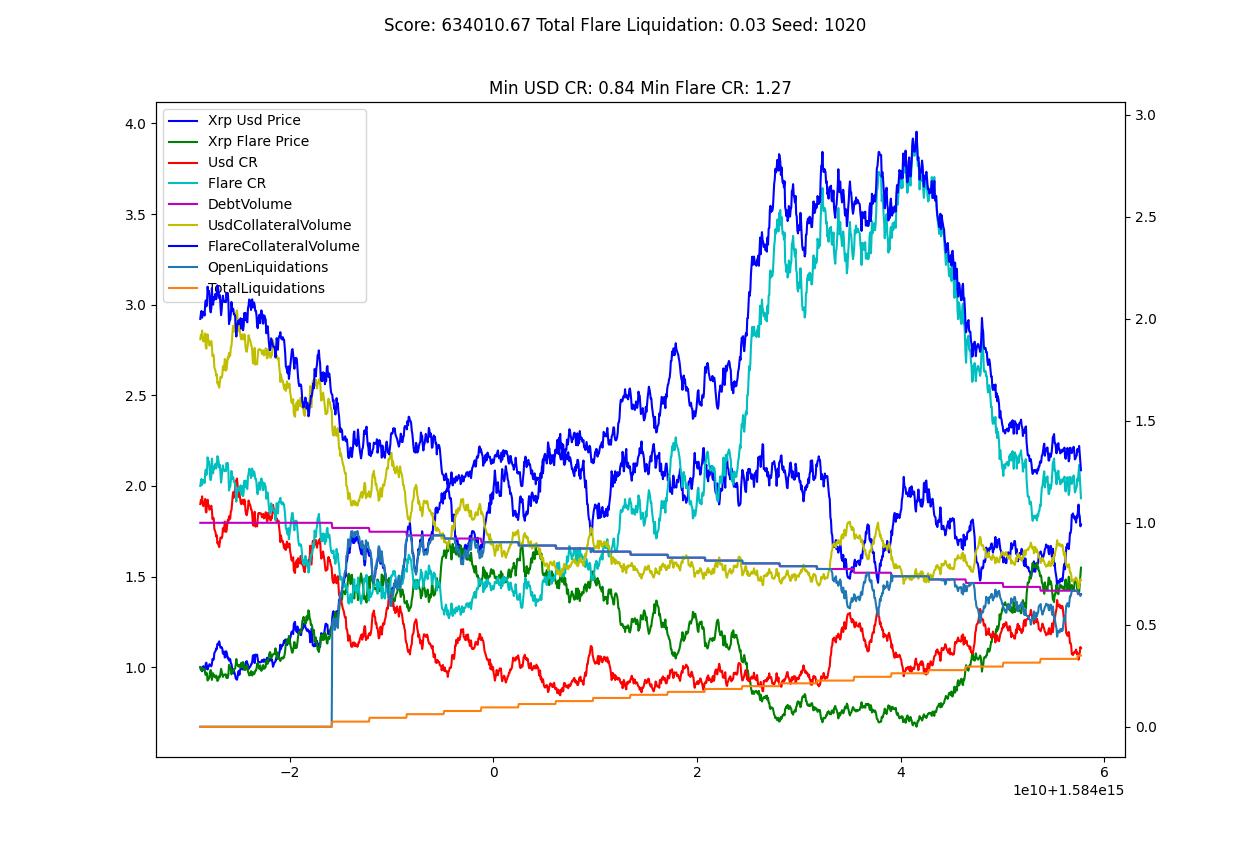 Score: 634010.67 Total Flare Liquidation: 0.03 Seed: 1020
Min USD CR: 0.84 Min Flare CR: 1.27
Xrp Usd Price
Xrp Flare Price
Usd CR
Flare CR
DebtVolume
UsdCollateralVolume
FlareCollateralVolume
OpenLiquidations
TotalLiquidations
4.0
3.5
3.0
2.5
2.0
1.5
1.0
3.0
2.5
2.0
1.5
1.0
0.5
0.0
−2 0 2 4 6
1e10+1.584e15